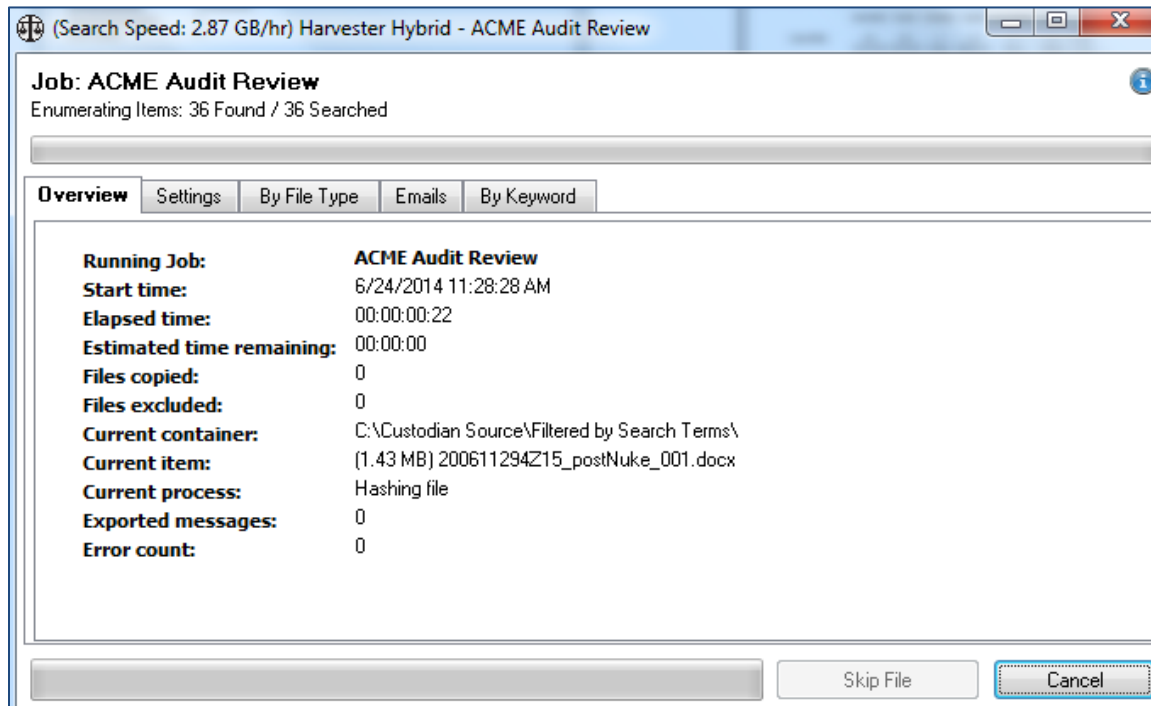 (Search Speed: 2.87 GB/hr) Harvester Hybrid - ACME Audit Review
Job: ACME Audit Review
Enumerating Items: 36 Found / 36 Searched
Overview Settings By File Type Emails By Keyword
Running Job: ACME Audit Review
Start time: 6/24/2014 11:28:28 AM
Elapsed time: 00:00:00:22
Estimated time remaining: 00:00:00
Files copied: 0
Files excluded: 0
Current container: C:\Custodian Source\Filtered by Search Terms\
Current item: (1.43 MB) 200611294Z15_postNuke_001.docx
Current process: Hashing file
Exported messages: 0
Error count: 0
Skip File Cancel